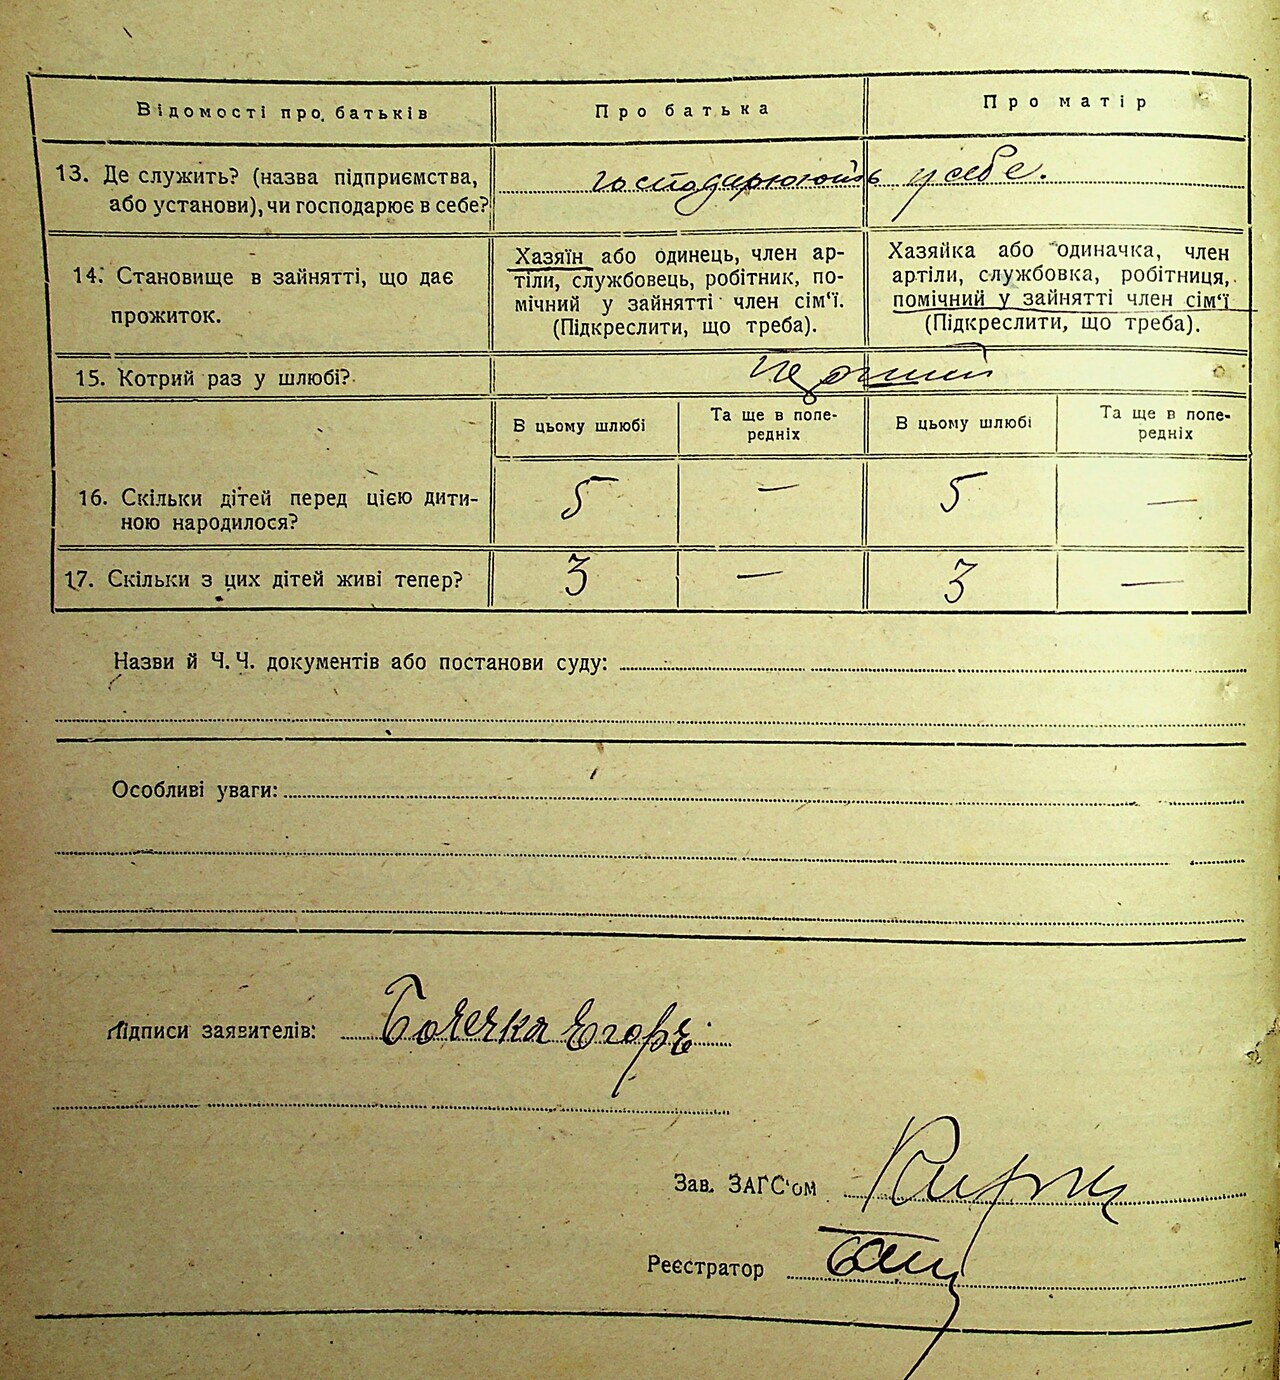 Відомості про батьків Про батька Про матір
13. Де служить? (назва підприємства, або установи), чи господарює в себе? господарюють у себе.
14. Становище в зайнятті, що дає
прожиток.
Хазяїн або одинець, член ар-
тіли, службовець, робітник, по-
мічний у зайнятті член сім'ї.
(Підкреслити, що треба).
Хазяйка або одиначка, член
артіли, службовка, робітниця,
помічний у зайнятті член сім'ї
(Підкреслити, що треба).
15. Котрий раз у шлюбі? перший
В цьому шлюбі Та ще в попе-
редніх В цьому шлюбі Та ще в попе-
редніх
16. Скільки дітей перед цією дити-
ною народилося? 5 — 5 —
17. Скільки з цих дітей живі тепер? 3 — 3 —
Назви й Ч. Ч. документів або постанови суду:
Особливі уваги:
Підписи заявителів: Егоръ
Зав. ЗАГС'ом
Реєстратор